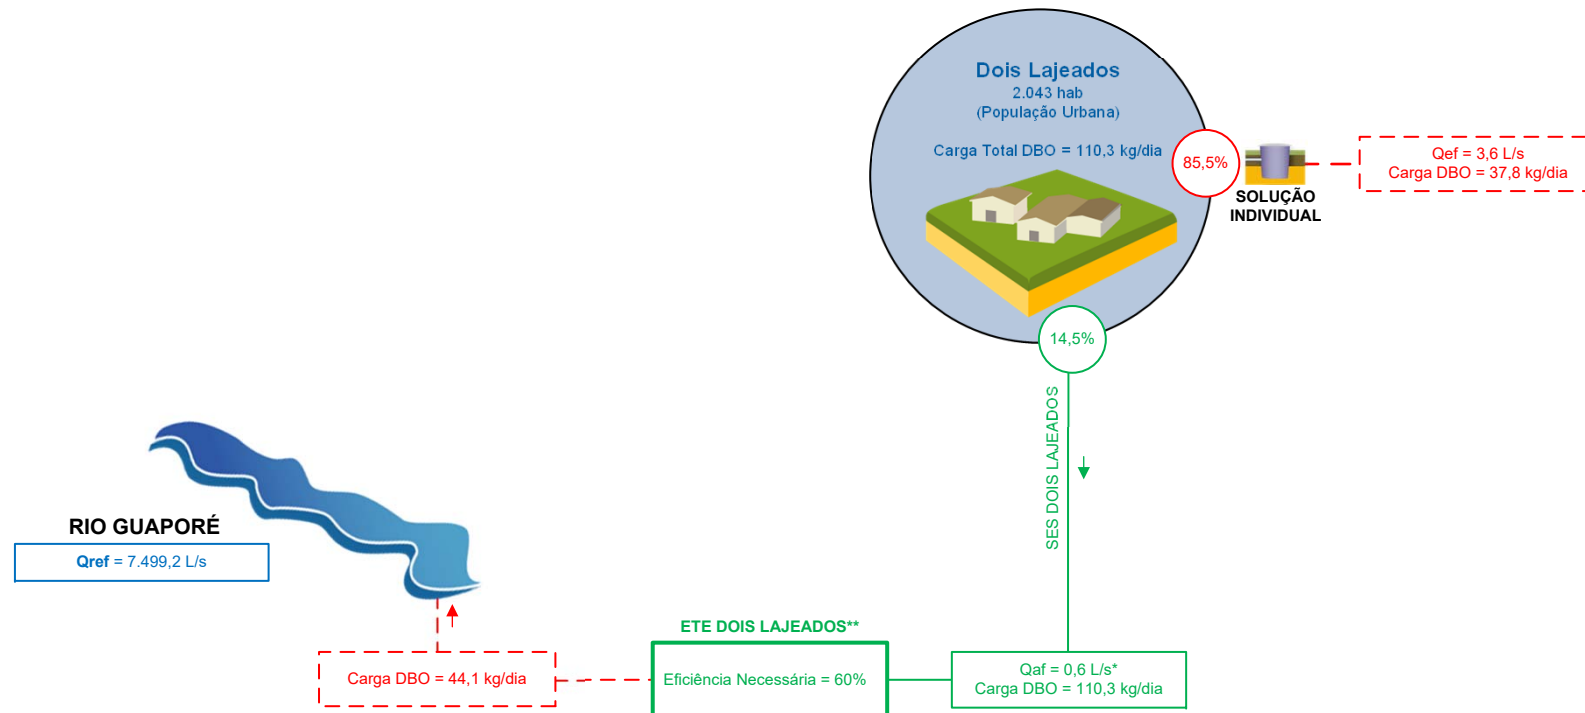 Dois Lajeados
2.043 hab
(População Urbana)
Carga Total DBO = 110,3 kg/dia
85,5%
SOLUÇÃO
INDIVIDUAL
Qef = 3,6 L/s
Carga DBO = 37,8 kg/dia
14,5%
SES DOIS LAJEADOS
RIO GUAPORÉ
Qref = 7.499,2 L/s
ETE DOIS LAJEADOS**
Carga DBO = 44,1 kg/dia
Eficiência Necessária = 60%
Qaf = 0,6 L/s*
Carga DBO = 110,3 kg/dia